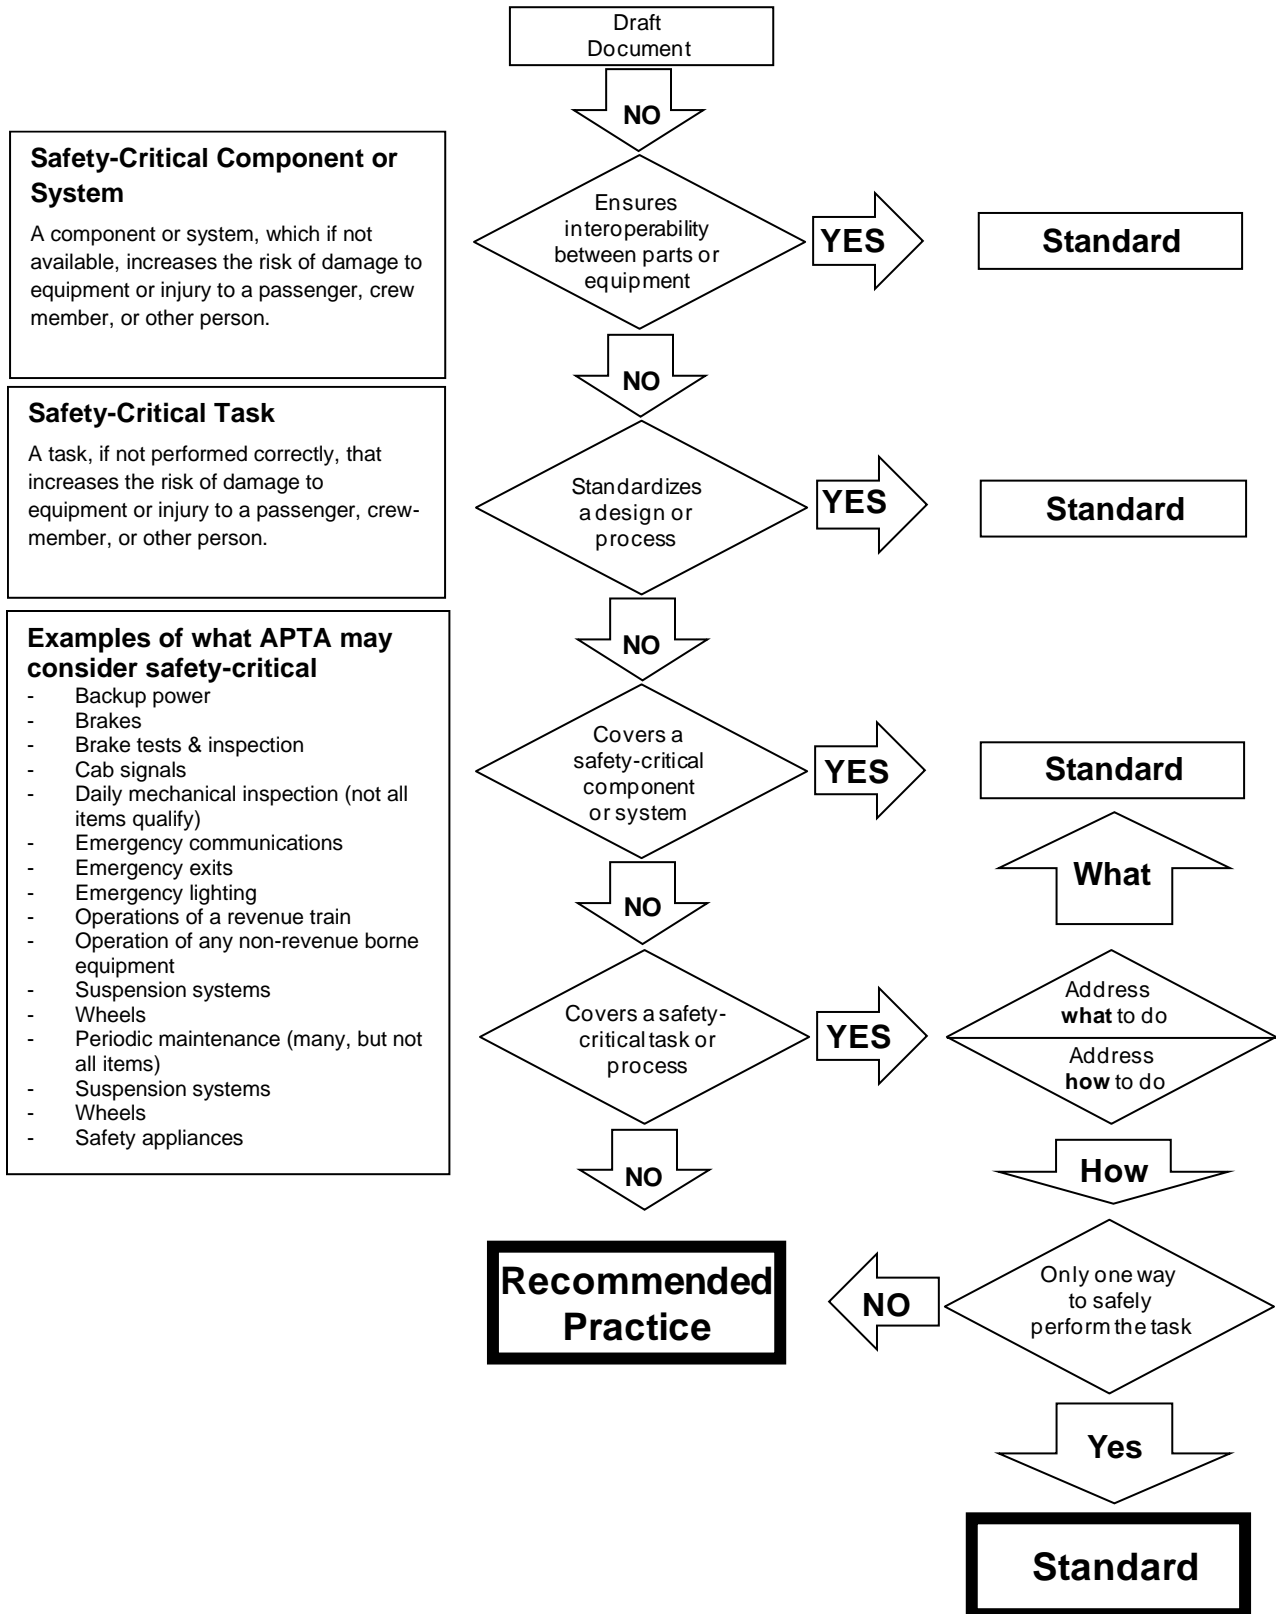 Draft
Document
NO
Safety-Critical Component or
System
A component or system, which if not
available, increases the risk of damage to
equipment or injury to a passenger, crew
member, or other person.
Ensures
interoperability
between parts or
equipment
YES
Standard
NO
Safety-Critical Task
A task, if not performed correctly, that
increases the risk of damage to
equipment or injury to a passenger, crew-
member, or other person.
Standardizes
a design or
process
YES
Standard
NO
Examples of what APTA may
consider safety-critical
- Backup power
- Brakes
- Brake tests & inspection
- Cab signals
- Daily mechanical inspection (not all
items qualify)
- Emergency communications
- Emergency exits
- Emergency lighting
- Operations of a revenue train
- Operation of any non-revenue borne
equipment
- Suspension systems
- Wheels
- Periodic maintenance (many, but not
all items)
- Suspension systems
- Wheels
- Safety appliances
Covers a
safety-critical
component
or system
YES
Standard
What
NO
Covers a safety-
critical task or
process
YES
Address
what to do
Address
how to do
NO
How
Recommended
Practice
NO
Only one way
to safely
perform the task
Yes
Standard